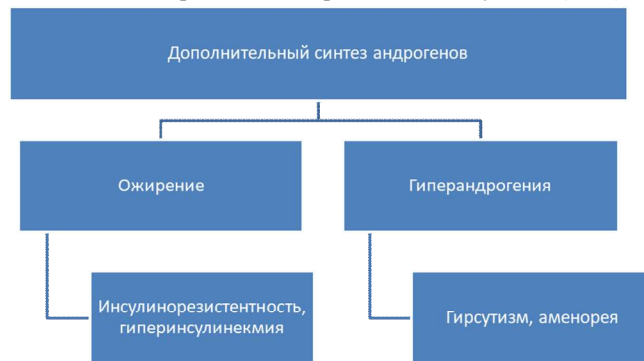 Дополнительный синтез андрогенов
Ожирение
Гиперандрогения
Инсулинорезистентность,
гиперинсулинекмия
Гирсутизм, аменорея